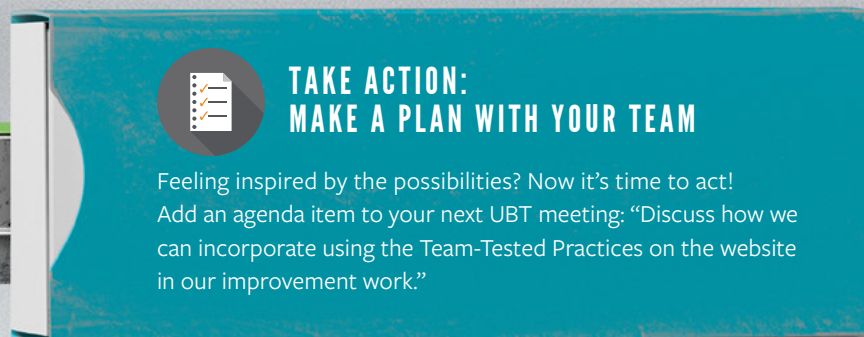 TAKE ACTION:
MAKE A PLAN WITH YOUR TEAM
Feeling inspired by the possibilities? Now it’s time to act!
Add an agenda item to your next UBT meeting: “Discuss how we
can incorporate using the Team-Tested Practices on the website
in our improvement work.”